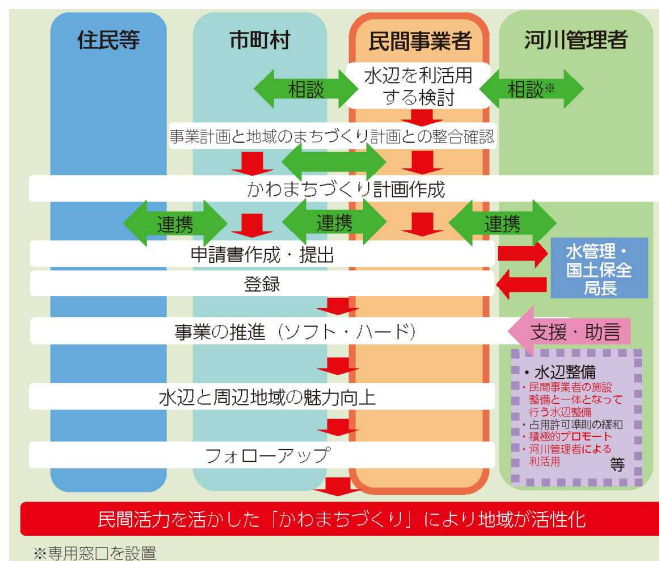 住民等
市町村
民間事業者
河川管理者
水辺を利活用
する検討
相談
相談※
事業計画と地域のまちづくり計画との整合確認
かわまちづくり計画作成
連携
連携
連携
申請書作成・提出
水管理・
国土保全
局長
登録
事業の推進（ソフト・ハード）
支援・助言
・水辺整備
・民間事業者の施設
整備と一体となって
行う水辺整備
・占用許可準則の緩和
・積極的プロモート
・河川管理者による
利活用
等
水辺と周辺地域の魅力向上
フォローアップ
民間活力を活かした「かわまちづくり」により地域が活性化
※専用窓口を設置